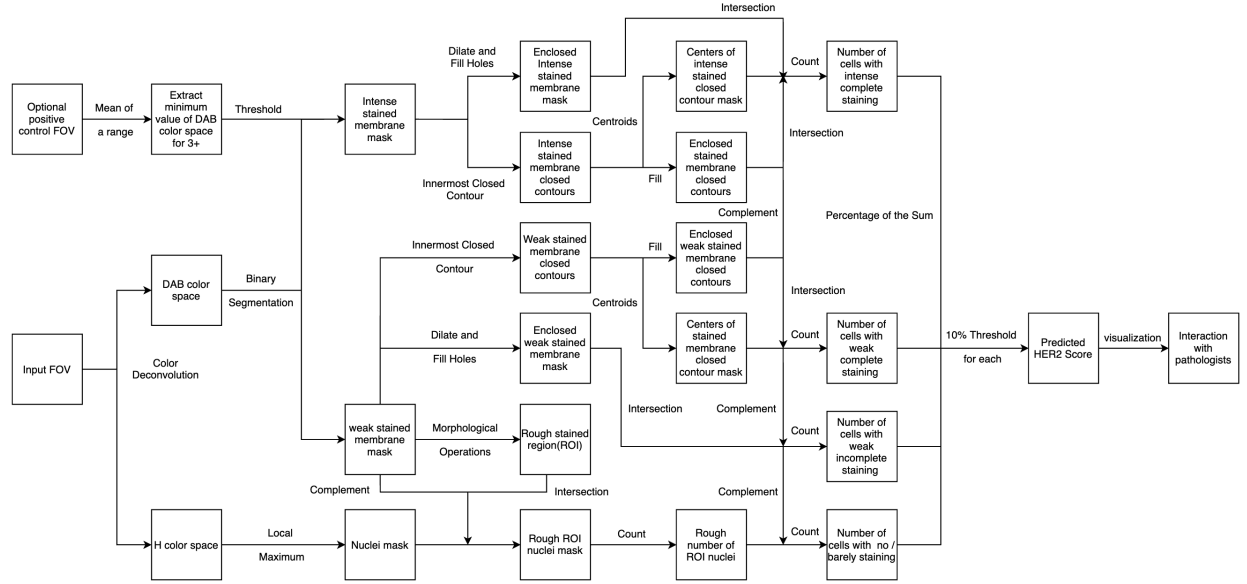 Intersection
Dilate and
Fill Holes
Enclosed
Intense
stained
membrane
mask
Centers of
intense
stained
closed
contour mask
Count
Number of
cells with
intense
complete
staining
Optional
positive
control FOV
Mean of
a range
Extract
minimum
value of DAB
color space
for 3+
Threshold
Intense
stained
membrane
mask
Centroids
Intersection
Innermost Closed
Contour
Intense
stained
membrane
closed
contours
Fill
Enclosed
stained
membrane
closed
contours
Complement
Percentage of the Sum
Innermost Closed
Contour
Weak stained
membrane
closed
contours
Fill
Enclosed
weak stained
membrane
closed
contours
DAB color
space
Binary
Segmentation
Centroids
Intersection
Input FOV
Color
Deconvolution
Dilate and
Fill Holes
Enclosed
weak stained
membrane
mask
Centers of
stained
membrane
closed
contour mask
Count
Number of
cells with
weak
complete
staining
10% Threshold
for each
Predicted
HER2 Score
visualization
Interaction
with
pathologists
Intersection
Complement
weak stained
membrane
mask
Morphological
Operations
Rough stained
region(ROI)
Count
Number of
cells with
weak
incomplete
staining
Complement
Intersection
Complement
H color space
Local
Maximum
Nuclei mask
Rough ROI
nuclei mask
Count
Rough
number of
ROI nuclei
Count
Number of
cells with no /
barely staining